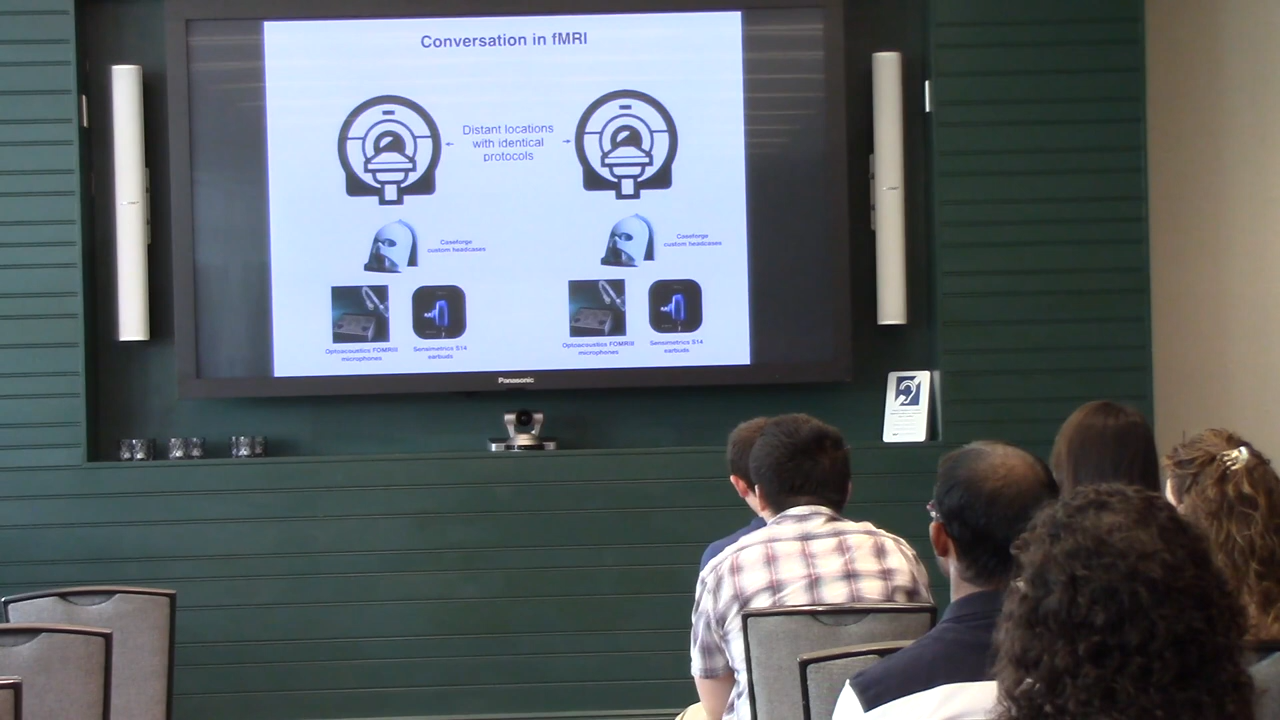 Conversation in fMRI
Distant locations
with identical
protocols
Caseforge
custom headcases
Caseforge
custom headcases
Optoacoustics FOMRIII
microphones
Sensimetrics S14
earbuds
Optoacoustics FOMRIII
microphones
Sensimetrics S14
earbuds
Panasonic